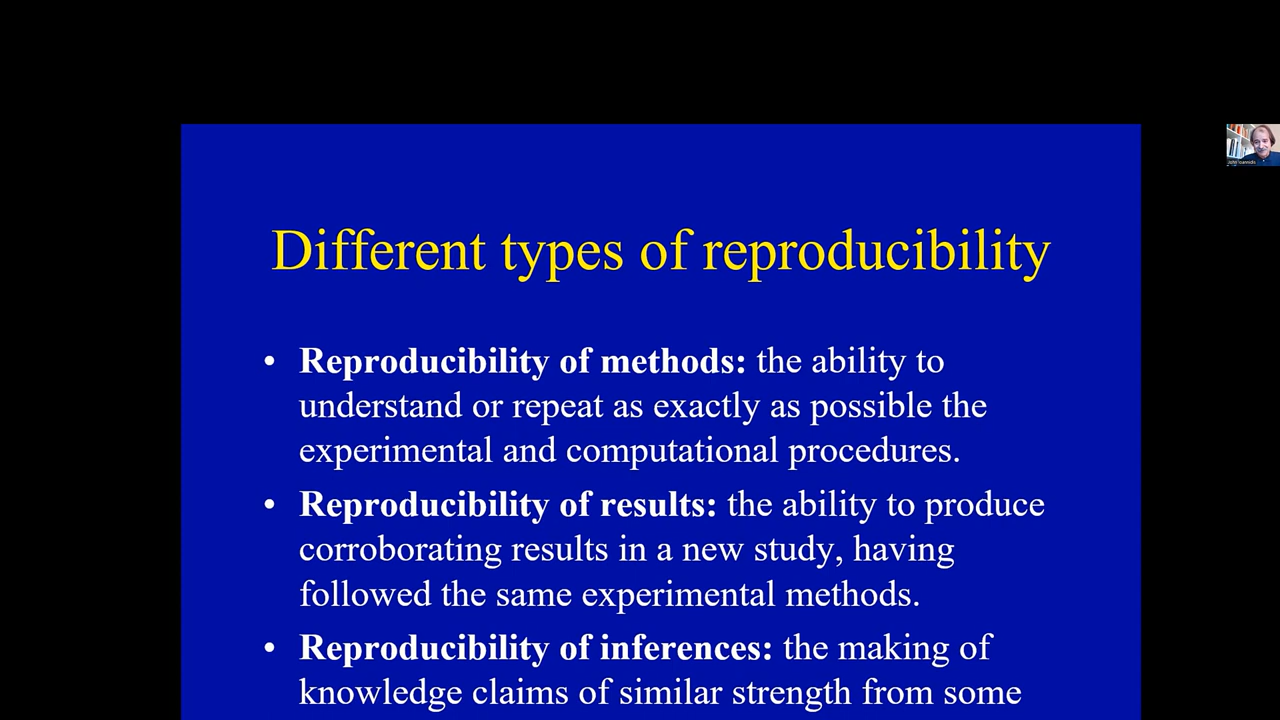 Different types of reproducibility
• Reproducibility of methods: the ability to
understand or repeat as exactly as possible the
experimental and computational procedures.
• Reproducibility of results: the ability to produce
corroborating results in a new study, having
followed the same experimental methods.
• Reproducibility of inferences: the making of
knowledge claims of similar strength from some
John Ioannidis